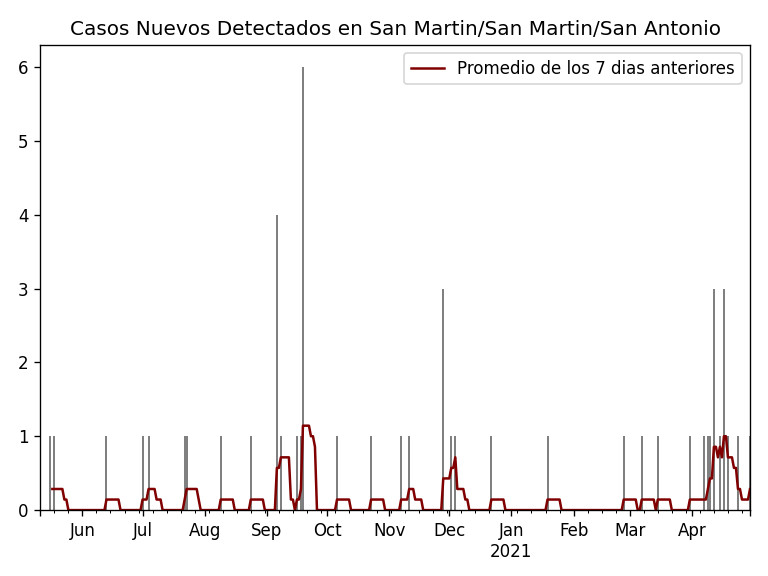 Casos Nuevos Detectados en San Martin/San Martin/San Antonio
Promedio de los 7 dias anteriores
6
5
4
3
2
1
0
Jun Jul Aug Sep Oct Nov Dec Jan Feb Mar Apr
2021